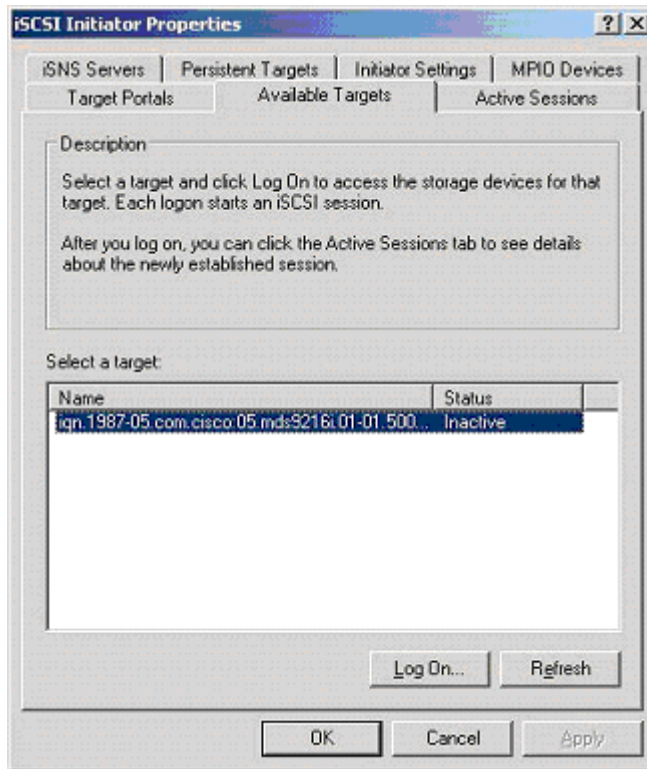 iSCSI Initiator Properties
iSNS Servers Persistent Targets Initiator Settings MPIO Devices
Target Portals Available Targets Active Sessions
Description
Select a target and click Log On to access the storage devices for that
target. Each logon starts an iSCSI session.
After you log on, you can click the Active Sessions tab to see details
about the newly established session.
Select a target:
Name Status
iqn.1987-05.com.cisco:05.mds9216i.01-01.500... Inactive
Log On... Refresh
OK Cancel Apply